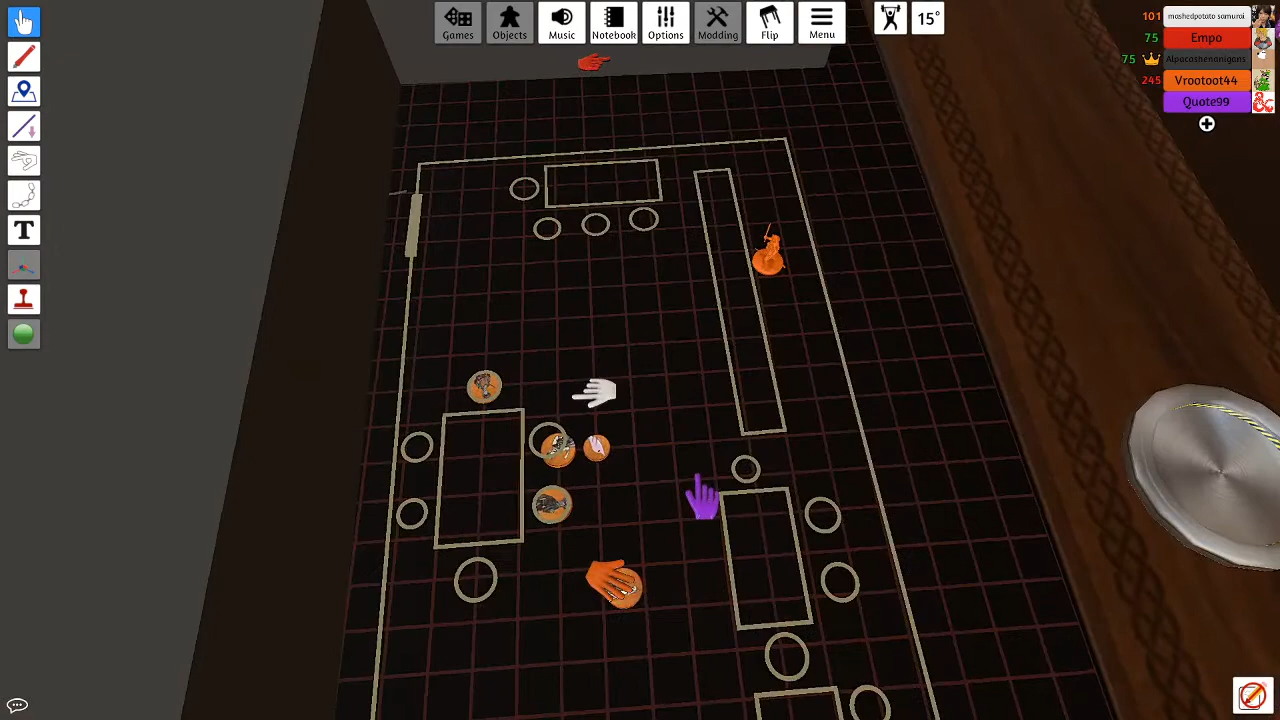 Games
Objects
Music
Notebook
Options
Modding
Flip
Menu
15°
101 mashedpotato samurai
75 Empo
75 Alpacashenanigans
245 Vrootoot44
Quote99
T